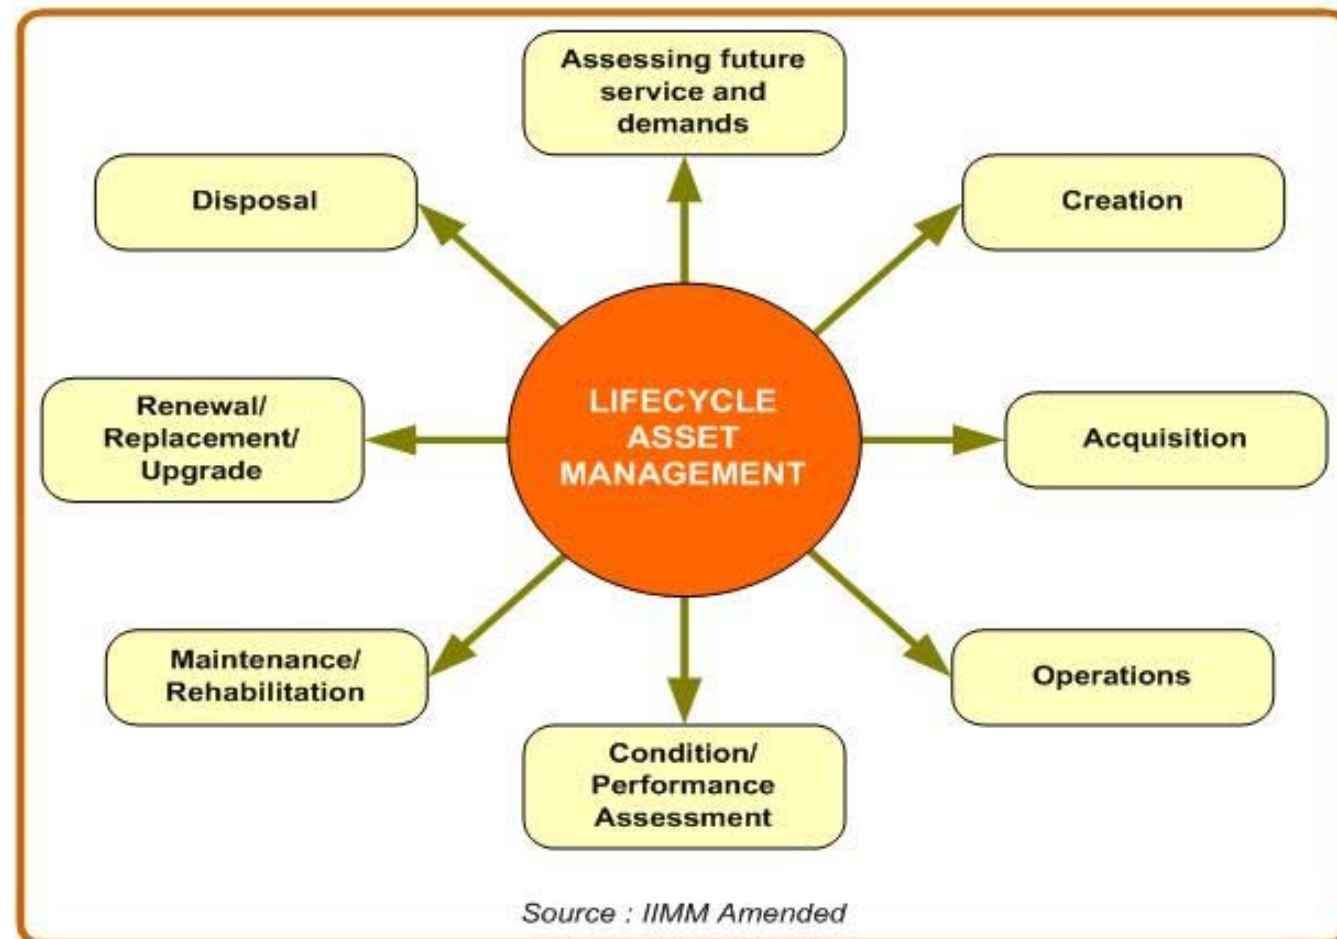 Assessing future
service and
demands
Disposal
Creation
Renewal/
Replacement/
Upgrade
LIFECYCLE
ASSET
MANAGEMENT
Acquisition
Maintenance/
Rehabilitation
Operations
Condition/
Performance
Assessment
Source : IIMM Amended